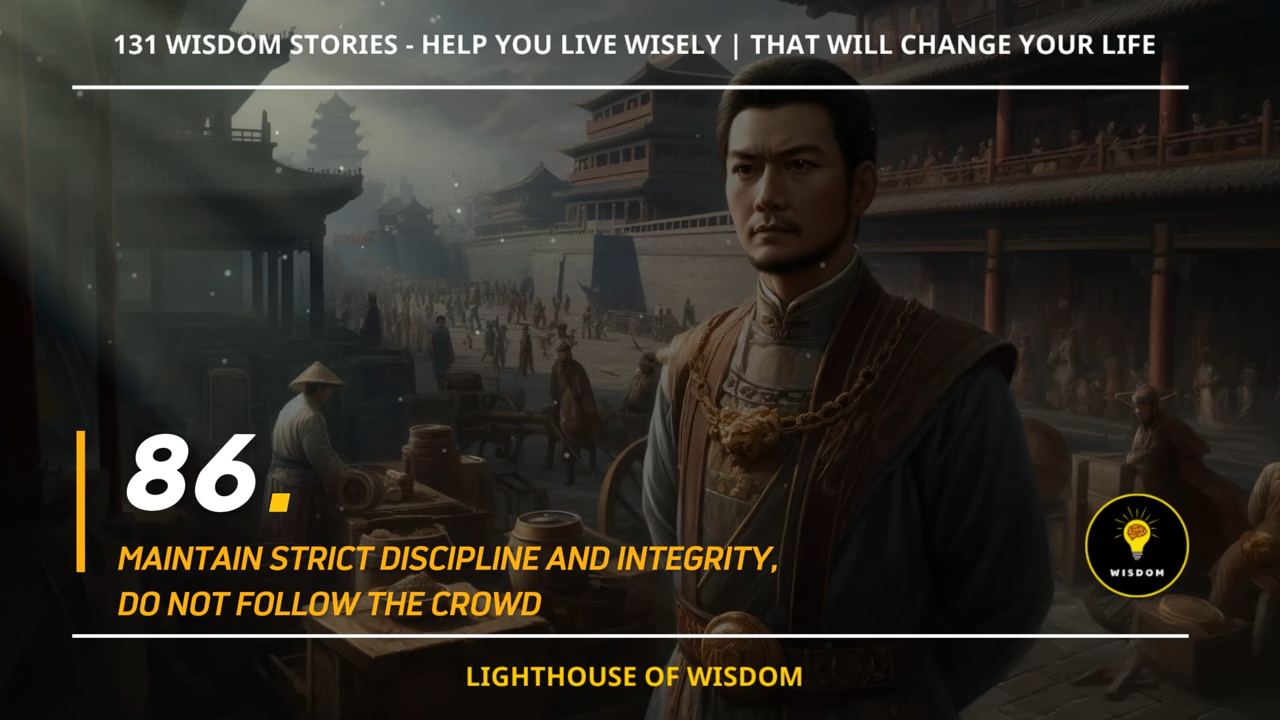 131 WISDOM STORIES - HELP YOU LIVE WISELY | THAT WILL CHANGE YOUR LIFE
86.
MAINTAIN STRICT DISCIPLINE AND INTEGRITY,
DO NOT FOLLOW THE CROWD
WISDOM
LIGHTHOUSE OF WISDOM